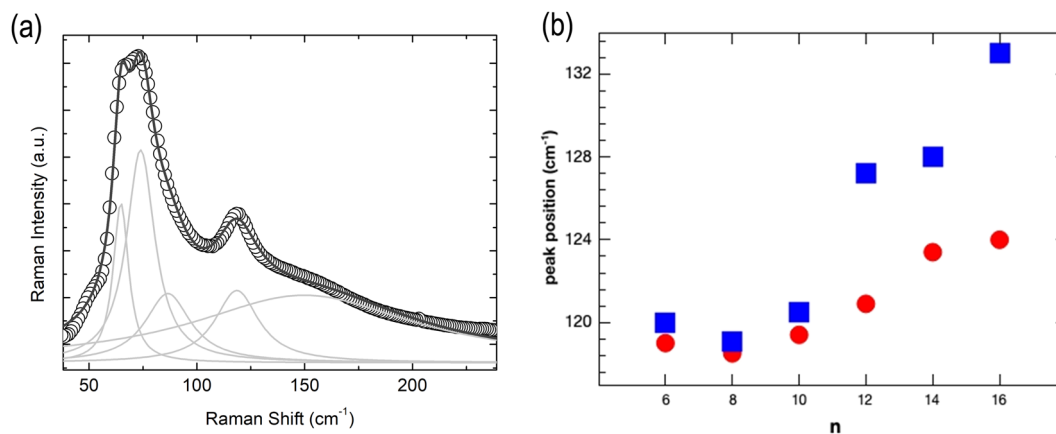 (a)
Raman Intensity (a.u.)
50
100
150
200
Raman Shift (cm⁻¹)
(b)
peak position (cm⁻¹)
132
128
124
120
6
8
10
12
14
16
n